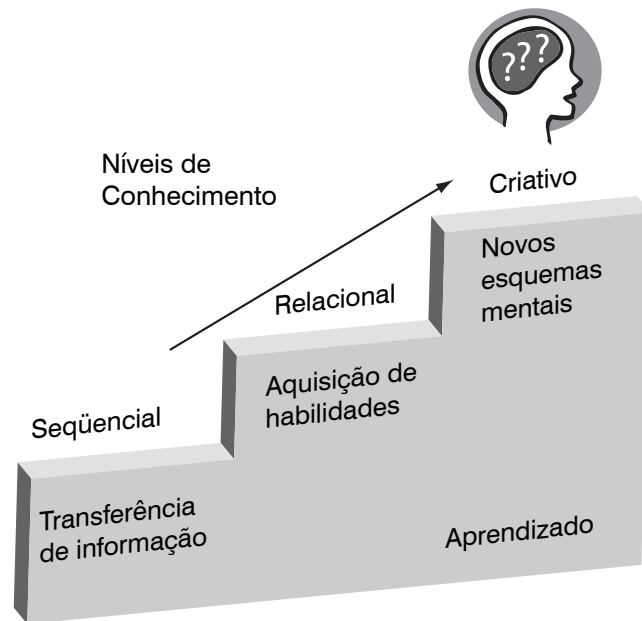 ???
Níveis de
Conhecimento
Criativo
Novos
esquemas
mentais
Relacional
Aquisição de
habilidades
Seqüencial
Transferência
de informação
Aprendizado